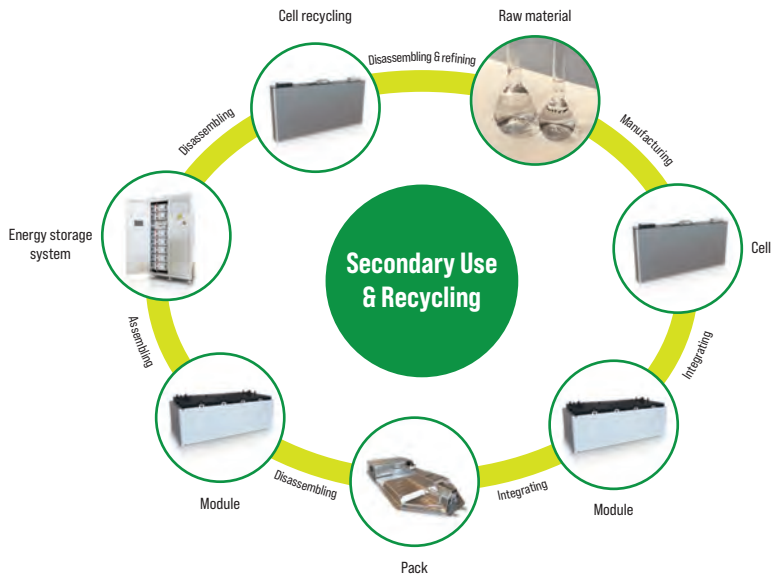 Cell recycling
Raw material
Disassembling & refining
Disassembling
Manufacturing
Energy storage
system
Secondary Use
& Recycling
Cell
Assembling
Integrating
Module
Disassembling
Integrating
Module
Pack